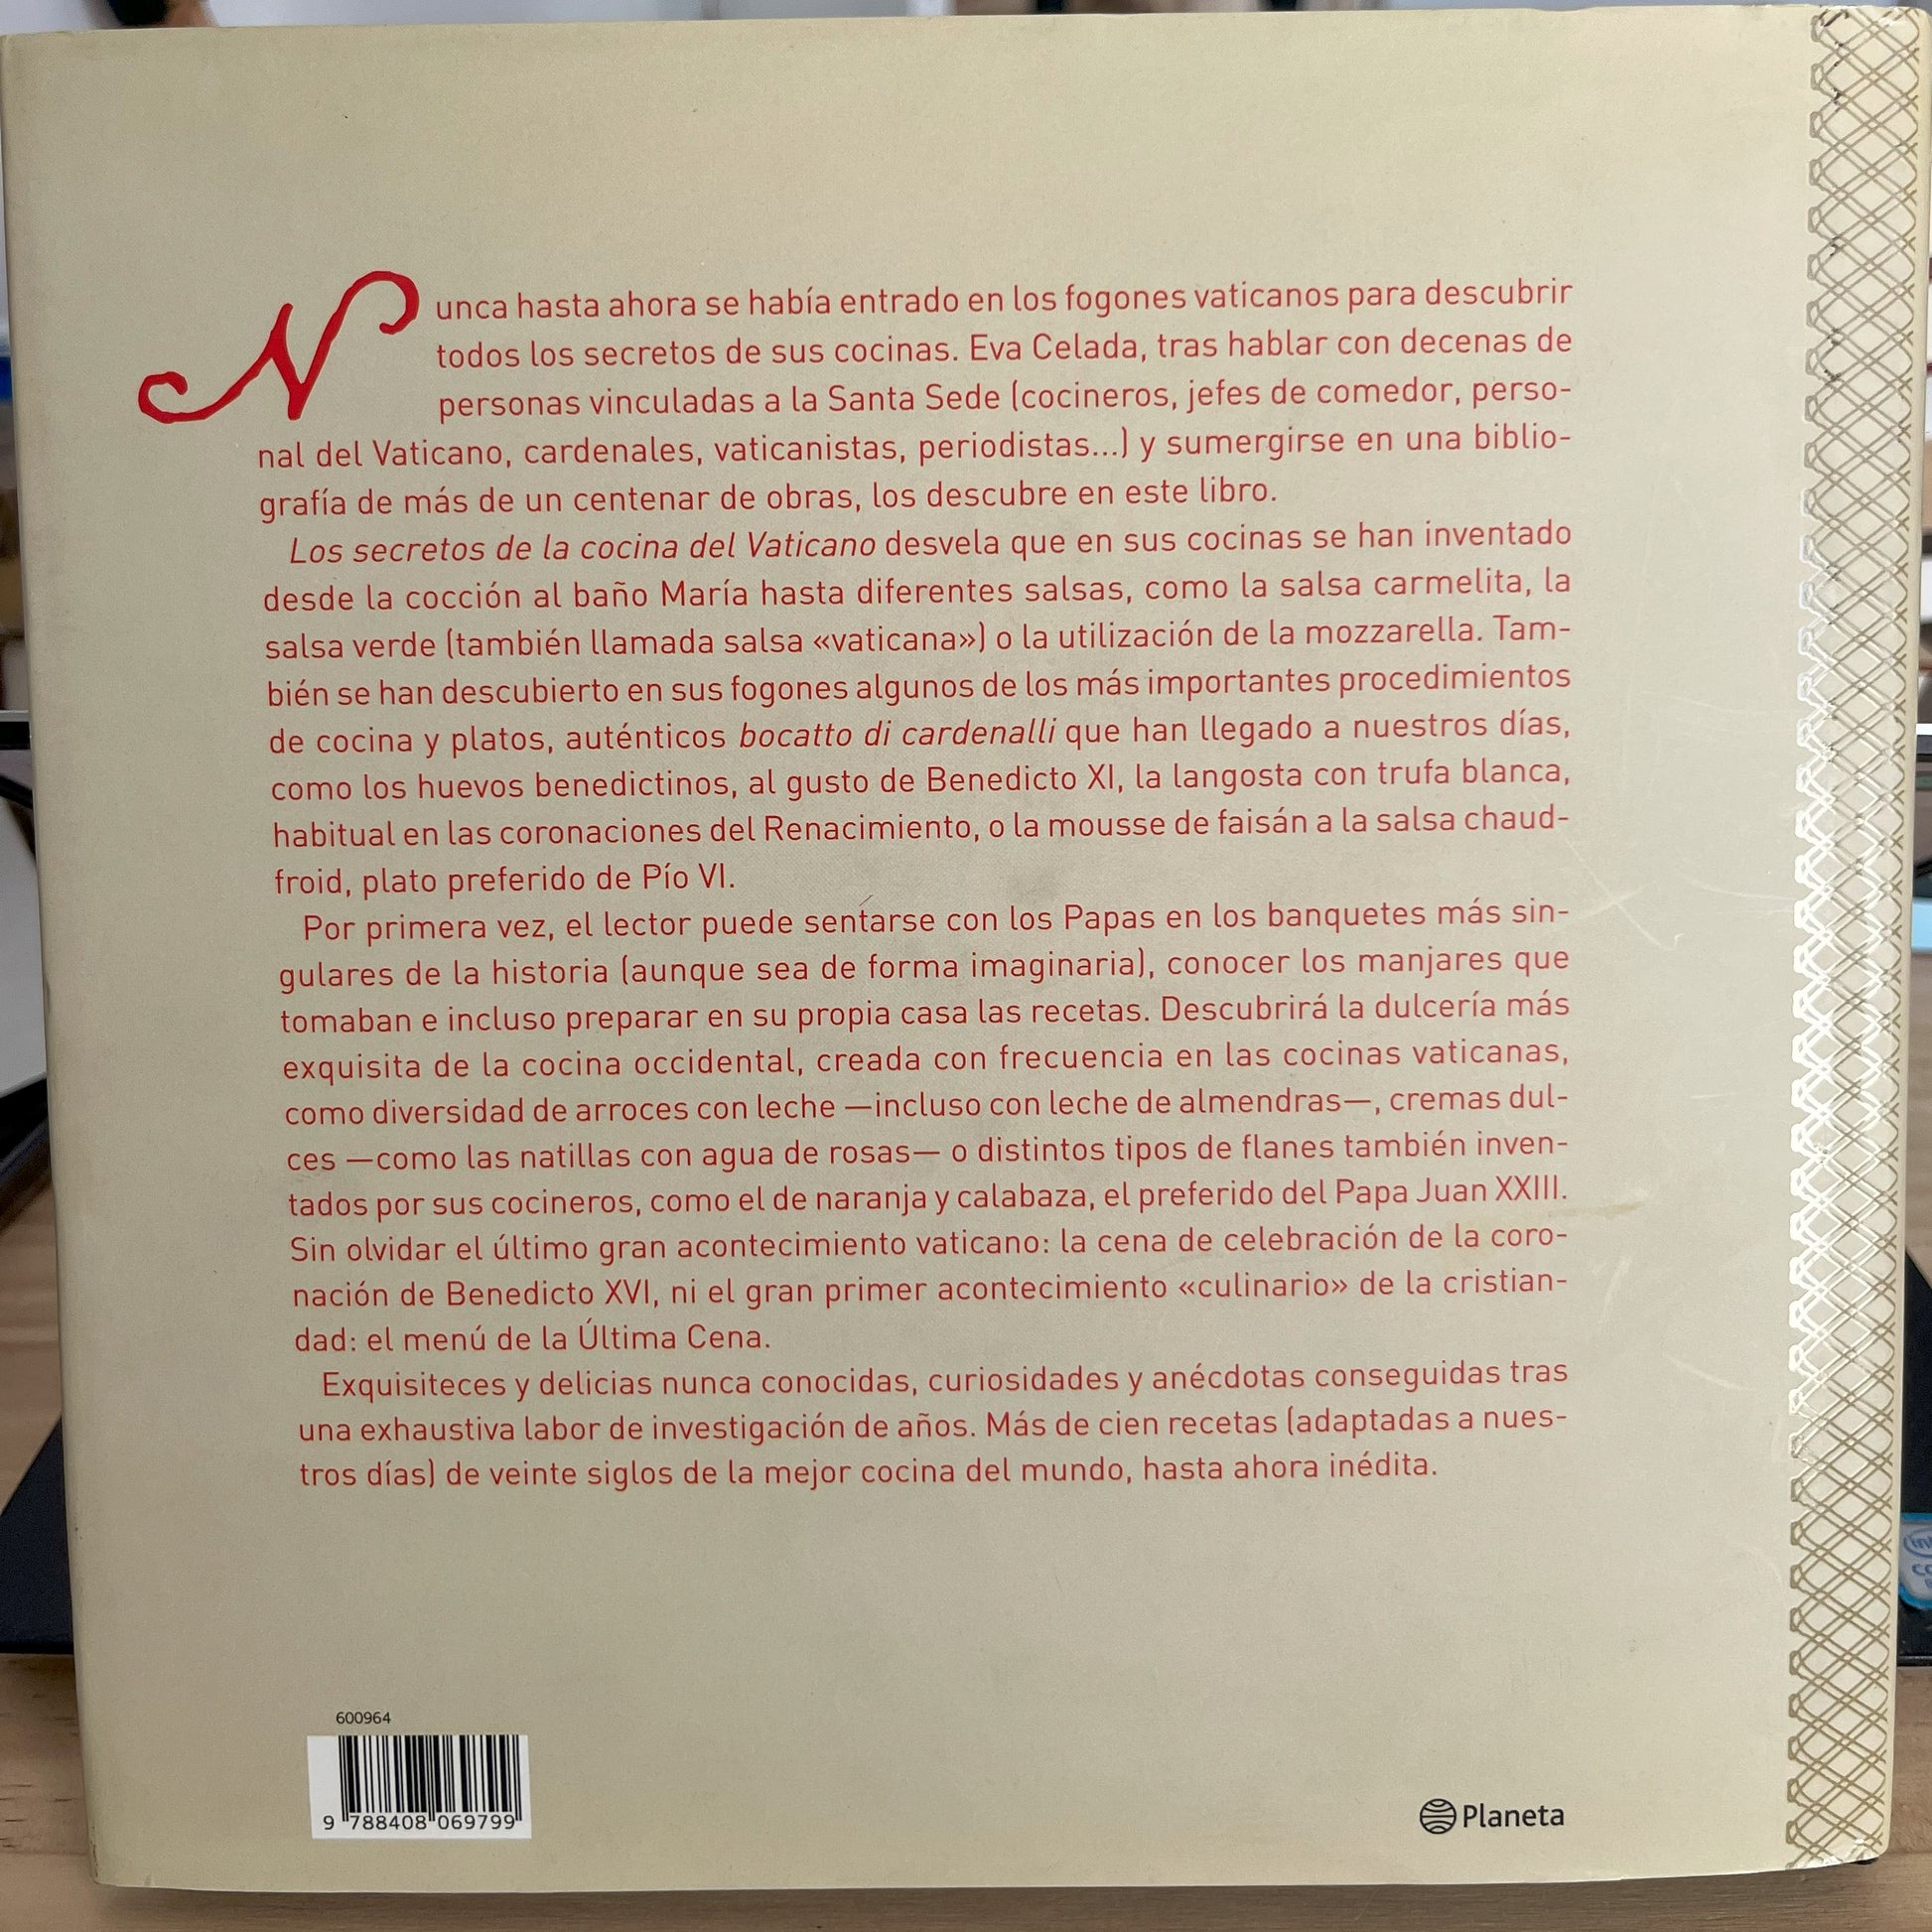 Nunca hasta ahora se había entrado en los fogones vaticanos para descubrir
todos los secretos de sus cocinas. Eva Celada, tras hablar con decenas de
personas vinculadas a la Santa Sede (cocineros, jefes de comedor, perso-
nal del Vaticano, cardenales, vaticanistas, periodistas...) y sumergirse en una biblio-
grafía de más de un centenar de obras, los descubre en este libro.
Los secretos de la cocina del Vaticano desvela que en sus cocinas se han inventado
desde la cocción al baño María hasta diferentes salsas, como la salsa carmelita, la
salsa verde (también llamada salsa «vaticana») o la utilización de la mozzarella. Tam-
bién se han descubierto en sus fogones algunos de los más importantes procedimientos
de cocina y platos, auténticos bocatto di cardenalli que han llegado a nuestros días,
como los huevos benedictinos, al gusto de Benedicto XI, la langosta con trufa blanca,
habitual en las coronaciones del Renacimiento, o la mousse de faisán a la salsa chaud-
froid, plato preferido de Pío VI.
Por primera vez, el lector puede sentarse con los Papas en los banquetes más sin-
gulares de la historia (aunque sea de forma imaginaria), conocer los manjares que
tomaban e incluso preparar en su propia casa las recetas. Descubrirá la dulcería más
exquisita de la cocina occidental, creada con frecuencia en las cocinas vaticanas,
como diversidad de arroces con leche —incluso con leche de almendras—, cremas dul-
ces —como las natillas con agua de rosas— o distintos tipos de flanes también inven-
tados por sus cocineros, como el de naranja y calabaza, el preferido del Papa Juan XXIII.
Sin olvidar el último gran acontecimiento vaticano: la cena de celebración de la coro-
nación de Benedicto XVI, ni el gran primer acontecimiento «culinario» de la cristian-
dad: el menú de la Última Cena.
Exquisiteces y delicias nunca conocidas, curiosidades y anécdotas conseguidas tras
una exhaustiva labor de investigación de años. Más de cien recetas (adaptadas a nues-
tros días) de veinte siglos de la mejor cocina del mundo, hasta ahora inédita.
600964
9 788408 069799
Planeta